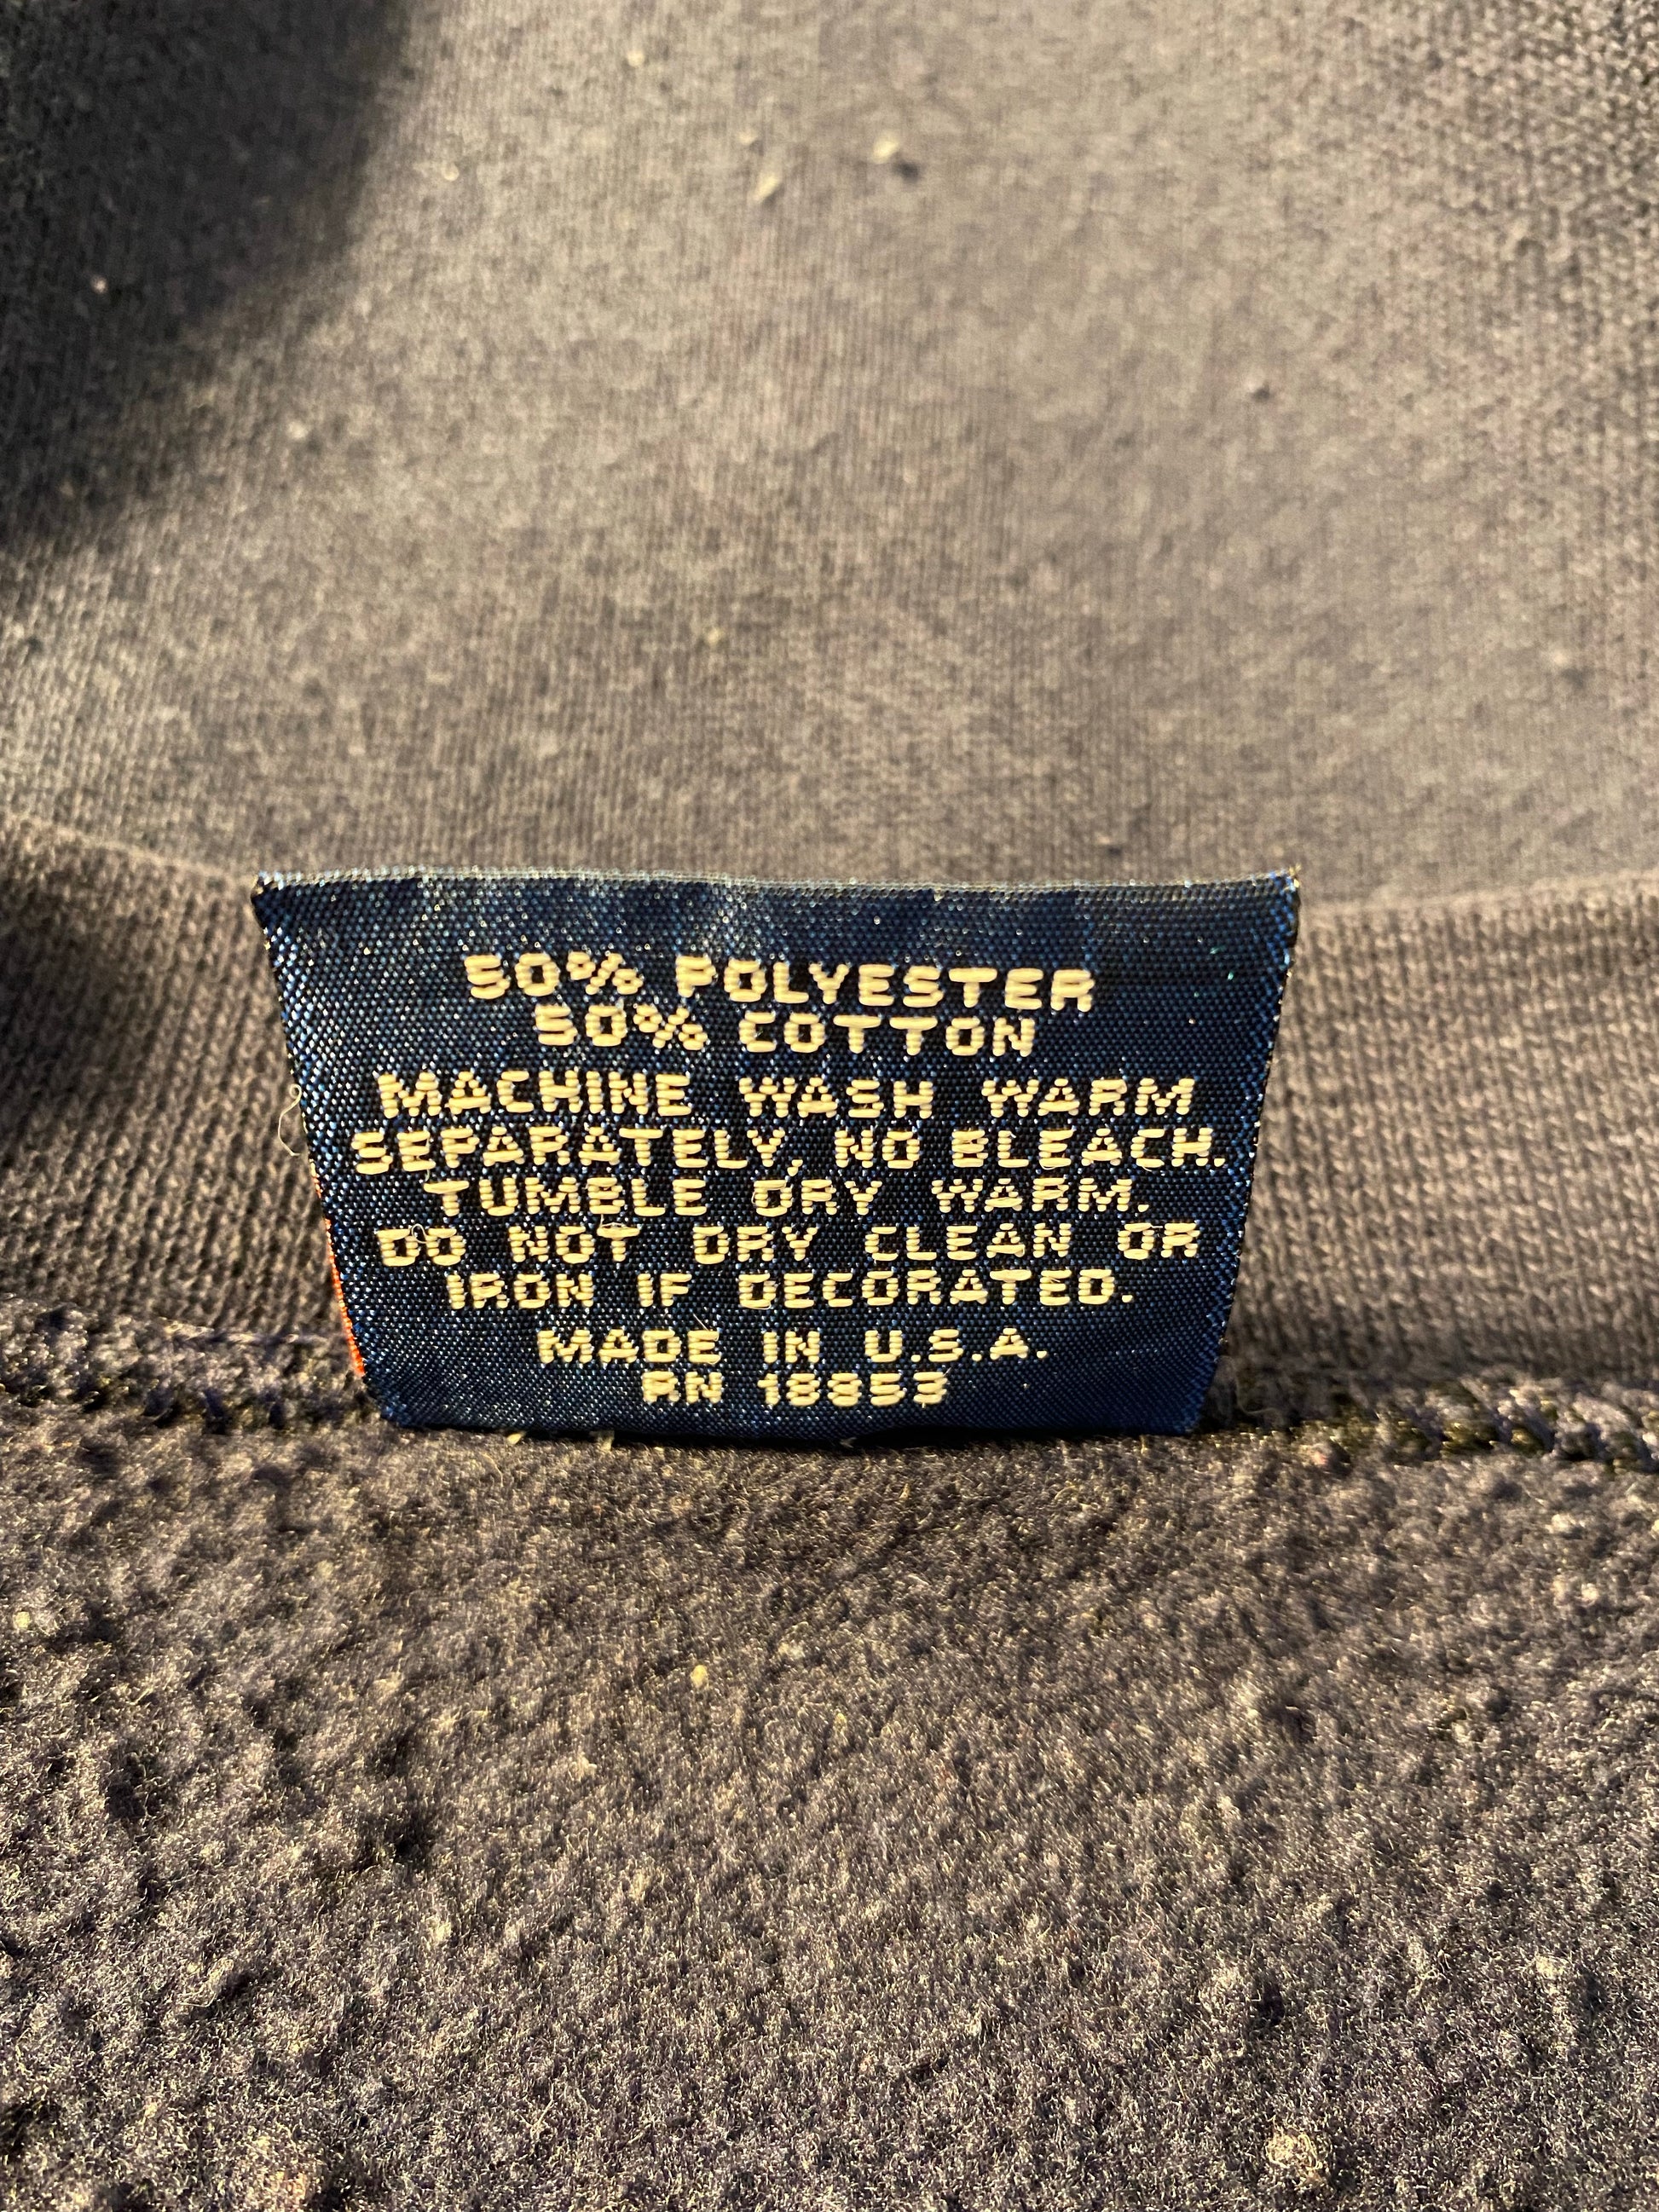 50% POLYESTER
50% COTTON
MACHINE WASH WARM
SEPARATELY, NO BLEACH.
TUMBLE DRY WARM.
DO NOT DRY CLEAN OR
IRON IF DECORATED.
MADE IN U.S.A.
RN 18853